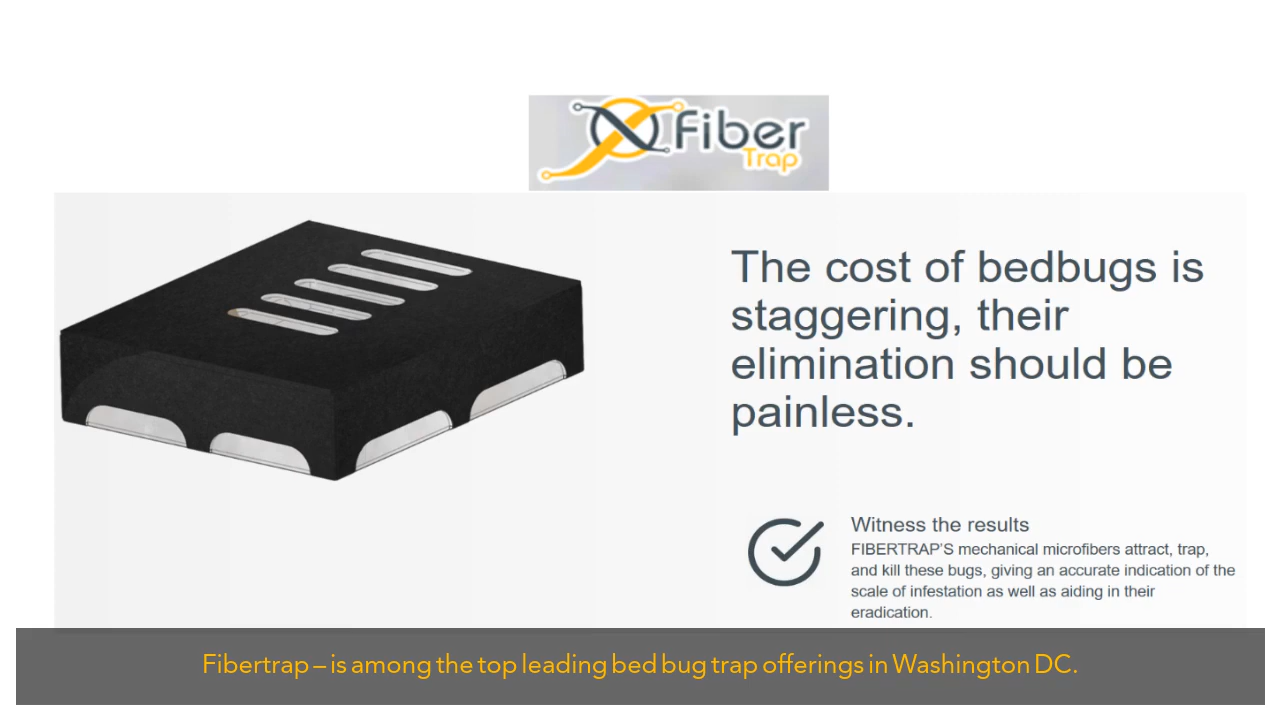 Fiber
Trap
The cost of bedbugs is
staggering, their
elimination should be
painless.
Witness the results
FIBERTRAP'S mechanical microfibers attract, trap,
and kill these bugs, giving an accurate indication of the
scale of infestation as well as aiding in their
eradication.
Fibertrap – is among the top leading bed bug trap offerings in Washington DC.